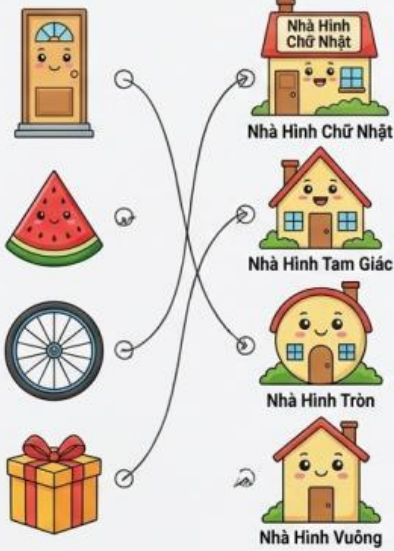 Nhà Hình
Chữ Nhật
Nhà Hình Chữ Nhật
Nhà Hình Tam Giác
Nhà Hình Tròn
Nhà Hình Vuông